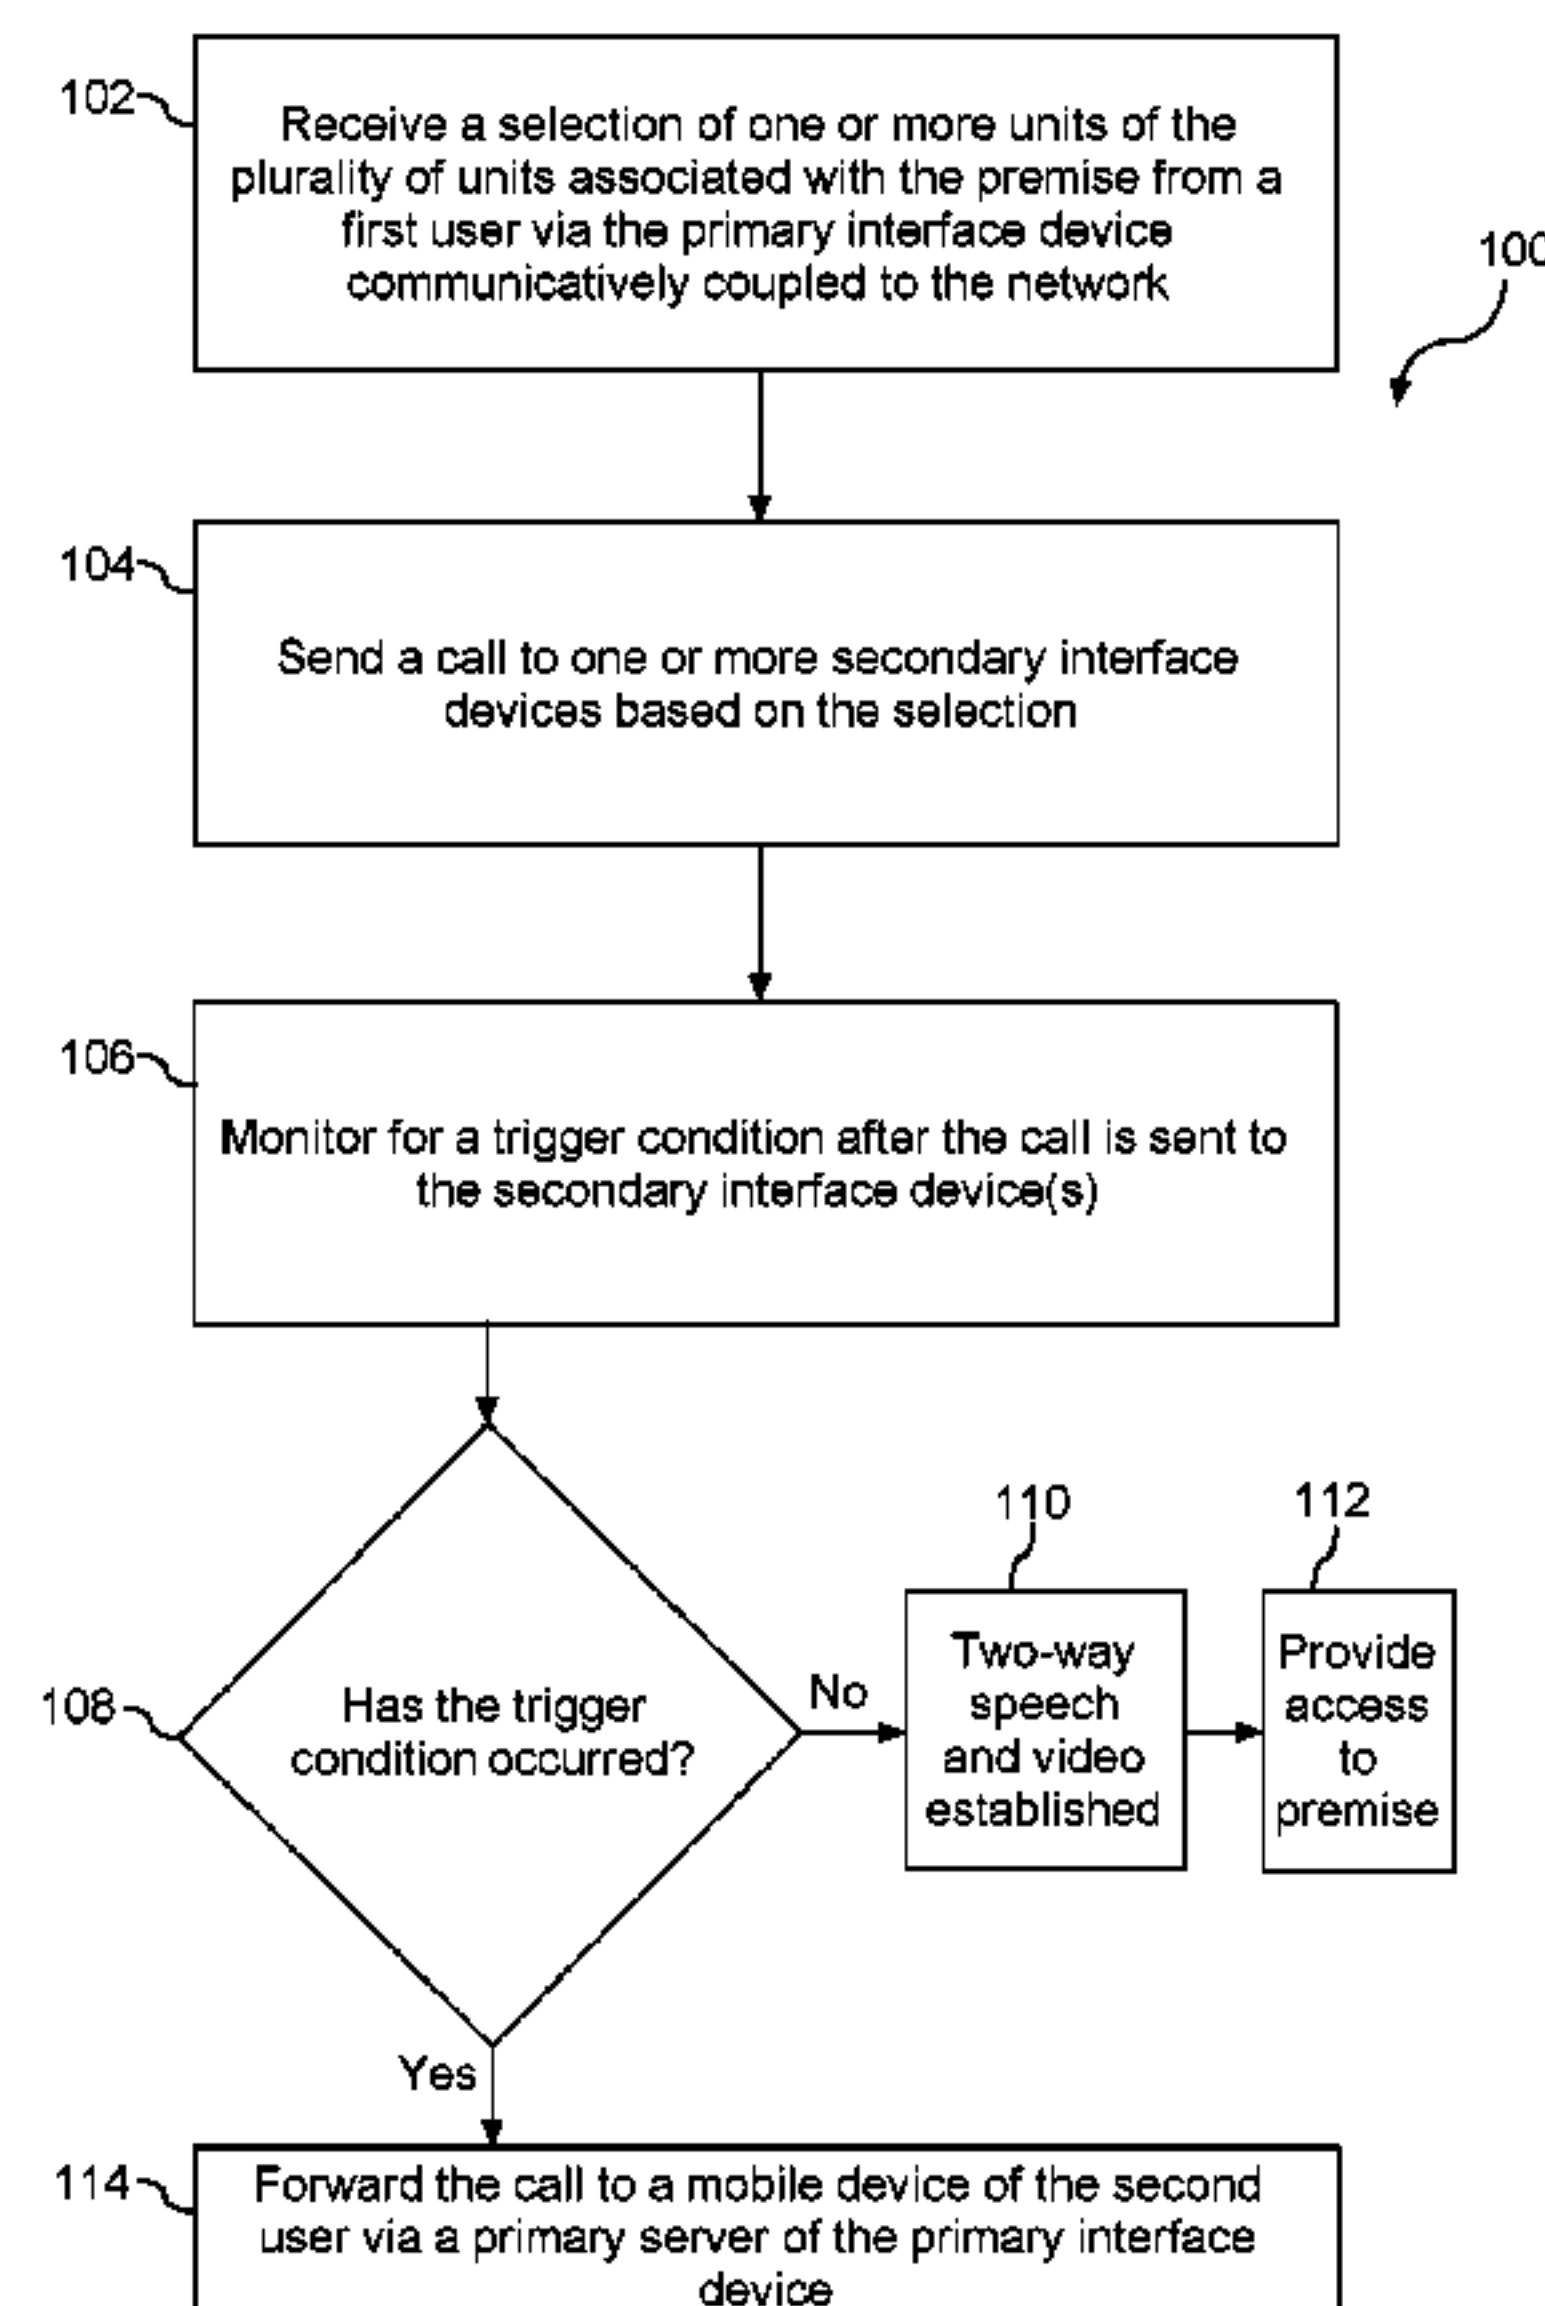 102
Receive a selection of one or more units of the
plurality of units associated with the premise from a
first user via the primary interface device
communicatively coupled to the network
100
104
Send a call to one or more secondary interface
devices based on the selection
106
Monitor for a trigger condition after the call is sent to
the secondary interface device(s)
108
Has the trigger
condition occurred?
No
110
Two-way
speech
and video
established
112
Provide
access
to
premise
Yes
114
Forward the call to a mobile device of the second
user via a primary server of the primary interface
device